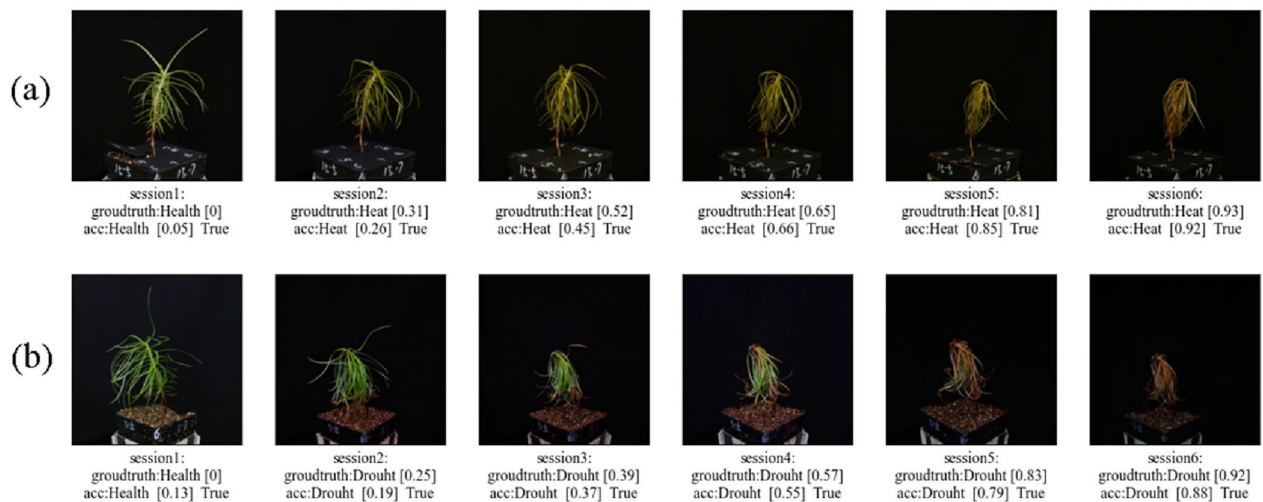 (a)
session1: session2: session3: session4: session5: session6:
groudtruth:Health [0] groudtruth:Heat [0.31] groudtruth:Heat [0.52] groudtruth:Heat [0.65] groudtruth:Heat [0.81] groudtruth:Heat [0.93]
acc:Health [0.05] True acc:Heat [0.26] True acc:Heat [0.45] True acc:Heat [0.66] True acc:Heat [0.85] True acc:Heat [0.92] True
(b)
6
session1: session2: session3: session4: session5: session6:
groudtruth:Health [0] groudtruth:Drouht [0.25] groudtruth:Drouht [0.39] groudtruth:Drouht [0.57] groudtruth:Drouht [0.83] groudtruth:Drouht [0.92]
acc:Health [0.13] True acc:Drouht [0.19] True acc:Drouht [0.37] True acc:Drouht [0.55] True acc:Drouht [0.79] True acc:Drouht [0.88] True